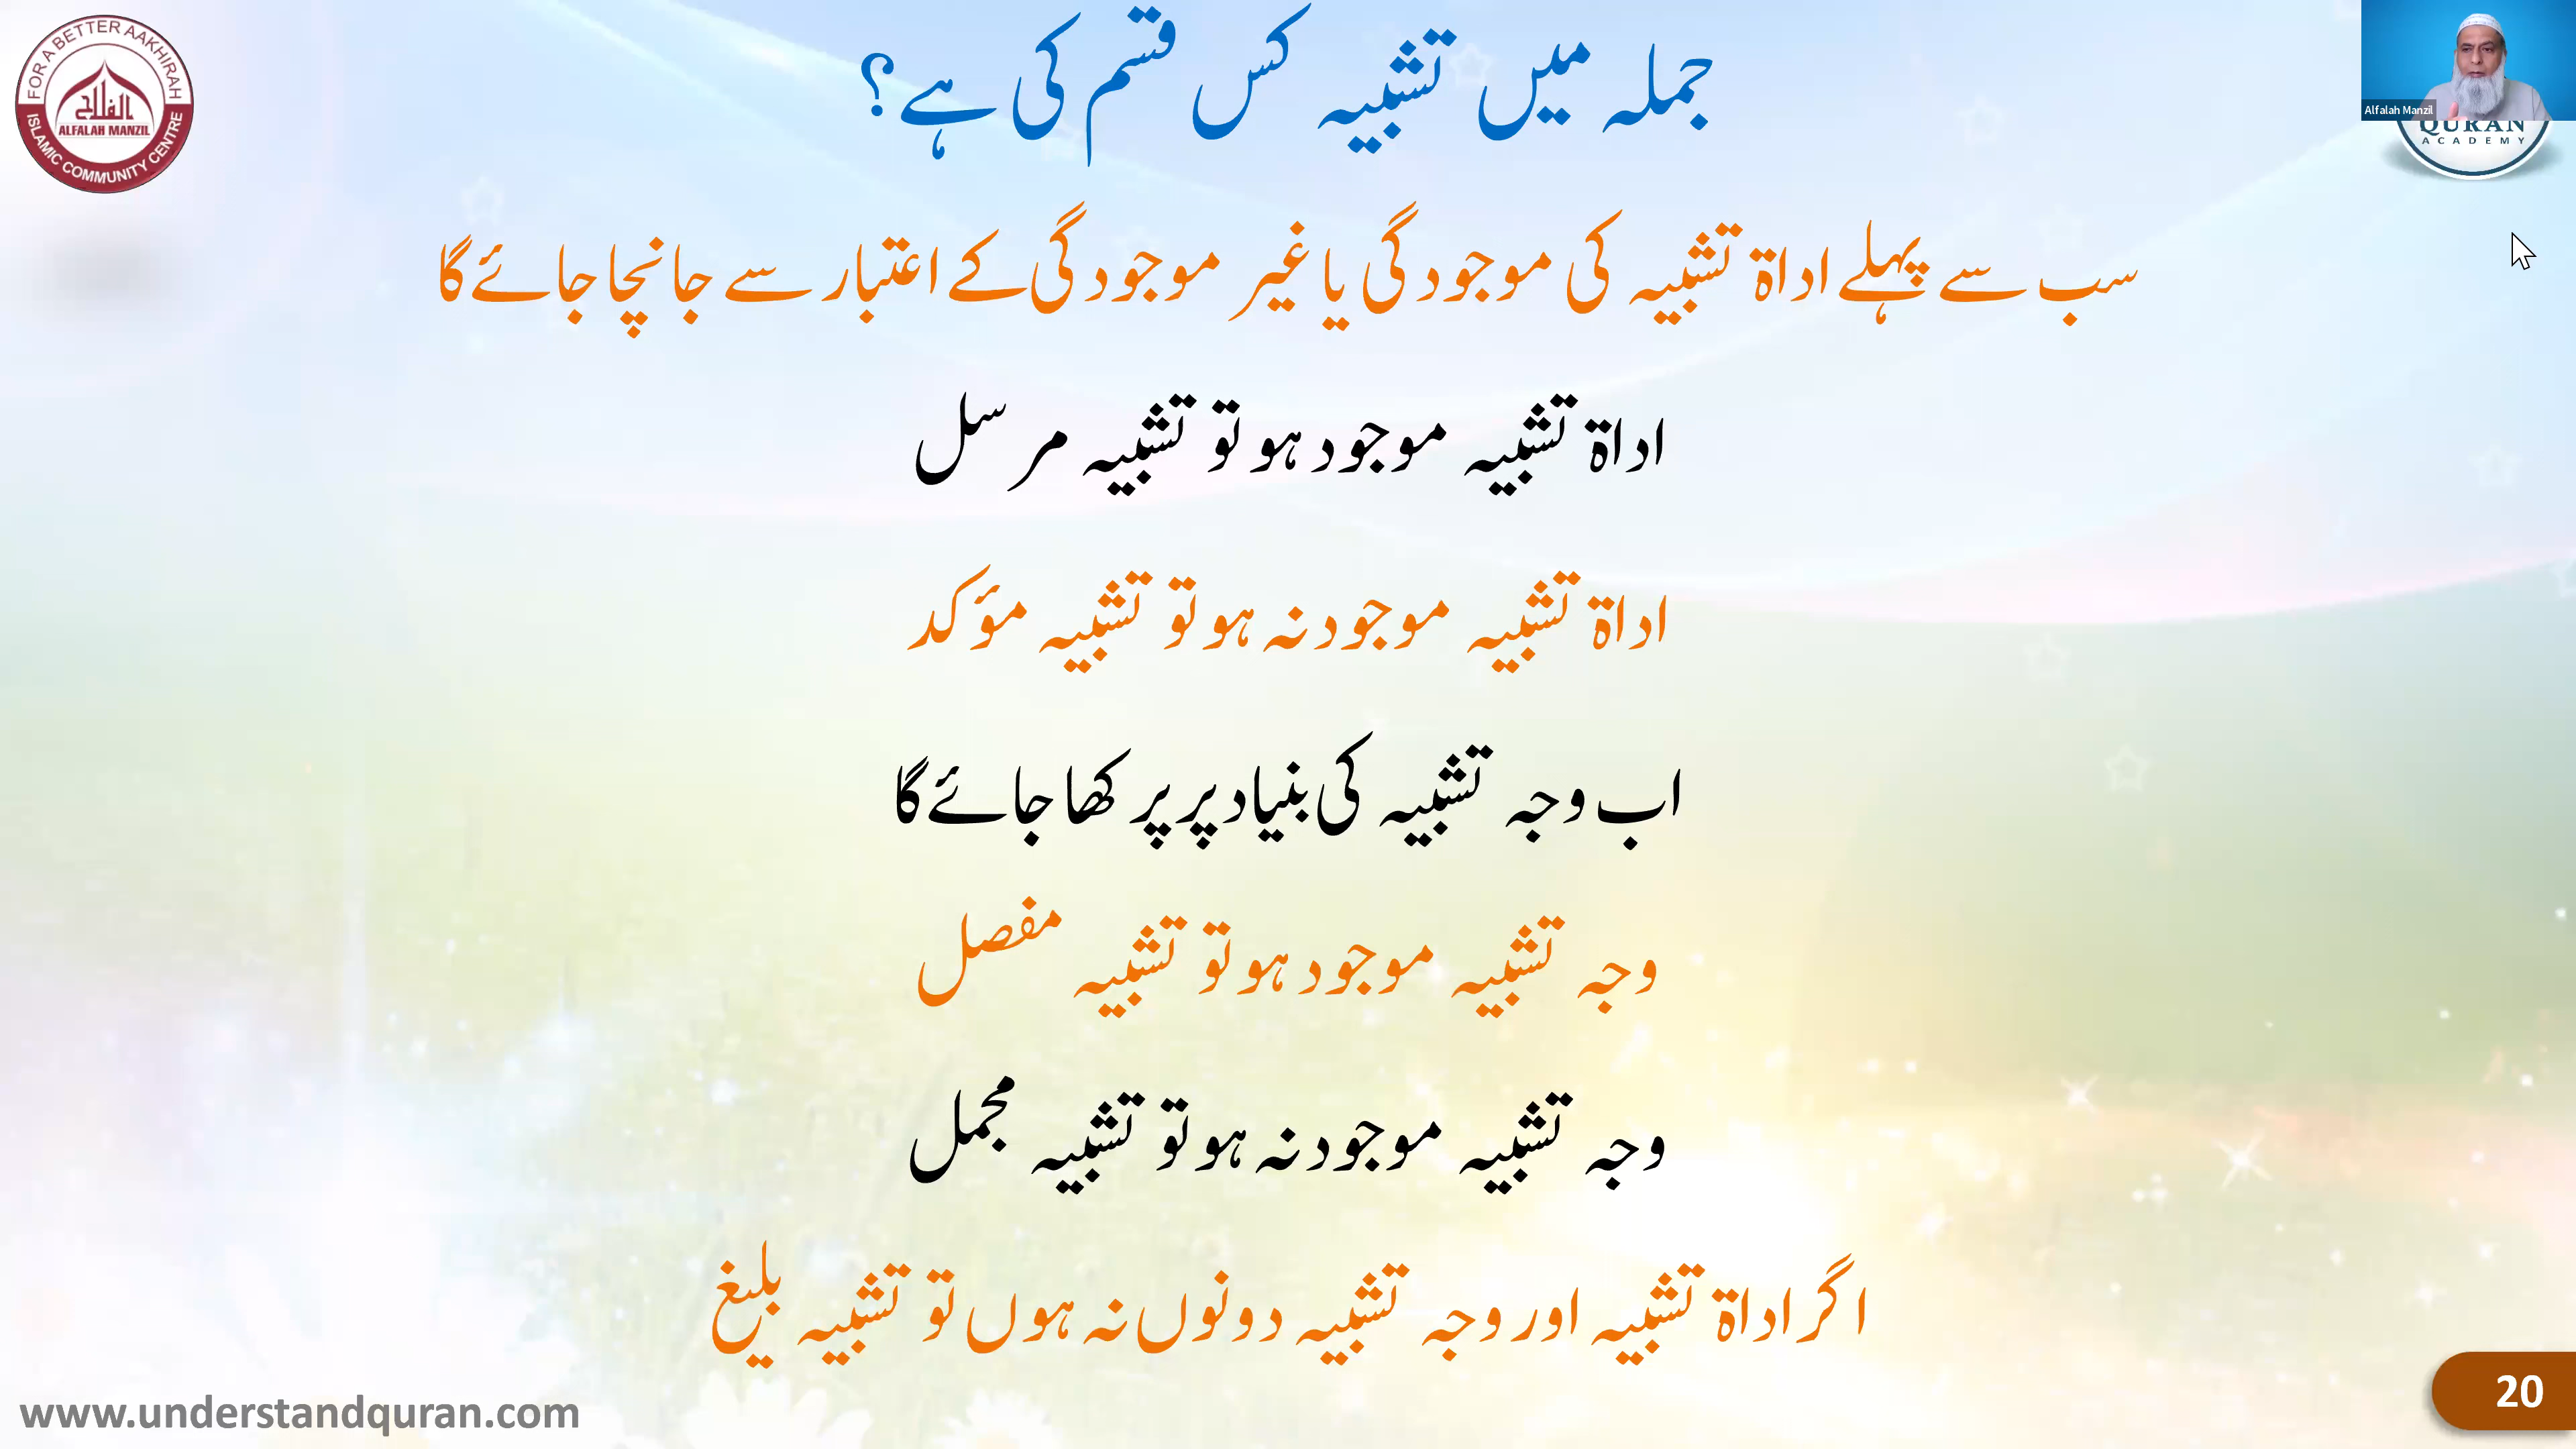 جملہ میں تشبیہ کس قسم کی ہے؟
سب سے پہلے اداۃ تشبیہ کی موجودگی یا غیر موجودگی کے اعتبار سے جانچا جائے گا
اداۃ تشبیہ موجود ہو تو تشبیہ مرسل
اداۃ تشبیہ موجود نہ ہو تو تشبیہ مؤکد
اب وجہ تشبیہ کی بنیاد پر پرکھا جائے گا
وجہ تشبیہ موجود ہو تو تشبیہ مفصل
وجہ تشبیہ موجود نہ ہو تو تشبیہ مجمل
اگر اداۃ تشبیہ اور وجہ تشبیہ دونوں نہ ہوں تو تشبیہ بلیغ
FOR A BETTER AAKHIRAH
الفلاح
ALFALAH MANZIL
ISLAMIC COMMUNITY CENTRE
Alfalah Manzil
QURAN
ACADEMY
www.understandquran.com
20